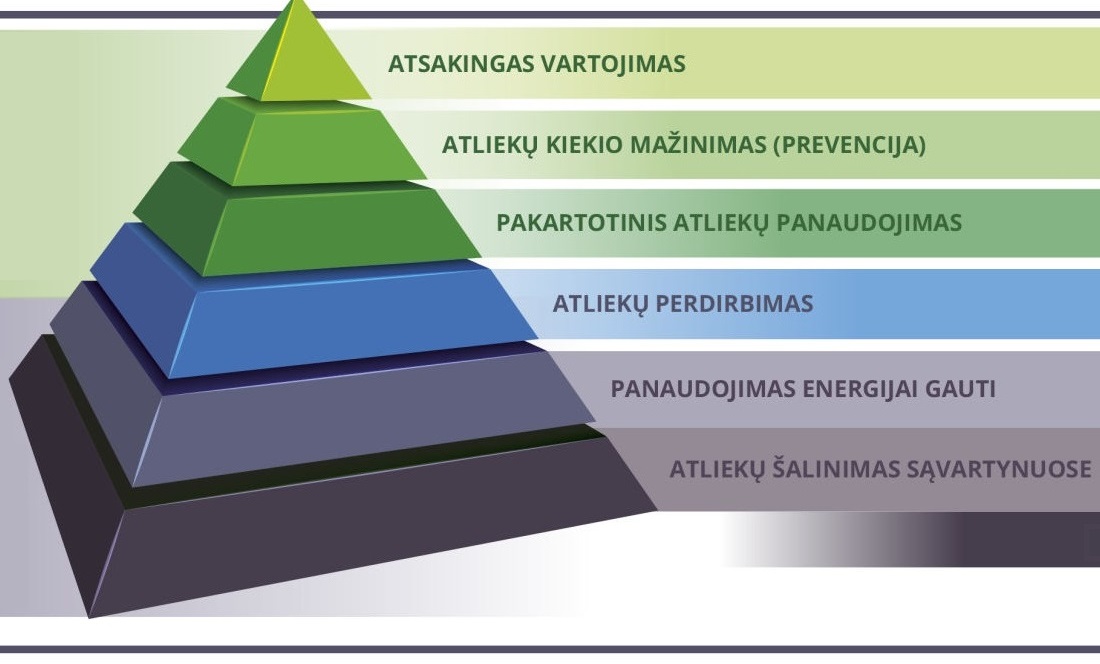 ATSAKINGAS VARTOJIMAS
ATLIEKŲ KIEKIO MAŽINIMAS (PREVENCIJA)
PAKARTOTINIS ATLIEKŲ PANAUDOJIMAS
ATLIEKŲ PERDIRBIMAS
PANAUDOJIMAS ENERGIJAI GAUTI
ATLIEKŲ ŠALINIMAS SĄVARTYNUOSE